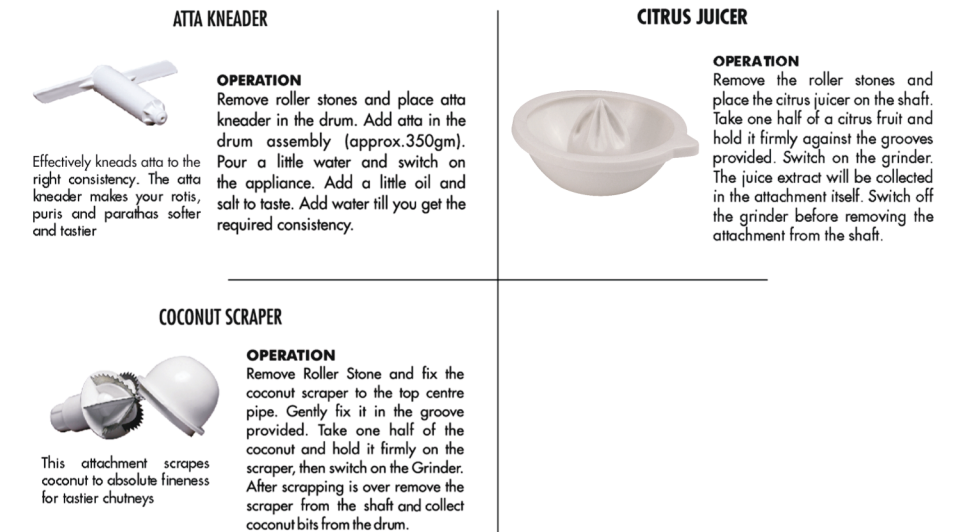 ATTA KNEADER
OPERATION
Remove roller stones and place atta
kneader in the drum. Add atta in the
drum assembly (approx.350gm).
Pour a little water and switch on
the appliance. Add a little oil and
salt to taste. Add water till you get the
required consistency.
Effectively kneads atta to the
right consistency. The atta
kneader makes your rotis,
puris and parathas softer
and tastier
CITRUS JUICER
OPERATION
Remove the roller stones and
place the citrus juicer on the shaft.
Take one half of a citrus fruit and
hold it firmly against the grooves
provided. Switch on the grinder.
The juice extract will be collected
in the attachment itself. Switch off
the grinder before removing the
attachment from the shaft.
COCONUT SCRAPER
OPERATION
Remove Roller Stone and fix the
coconut scraper to the top centre
pipe. Gently fix it in the groove
provided. Take one half of the
coconut and hold it firmly on the
scraper, then switch on the Grinder.
After scrapping is over remove the
scraper from the shaft and collect
coconut bits from the drum.
This attachment scrapes
coconut to absolute fineness
for tastier chutneys